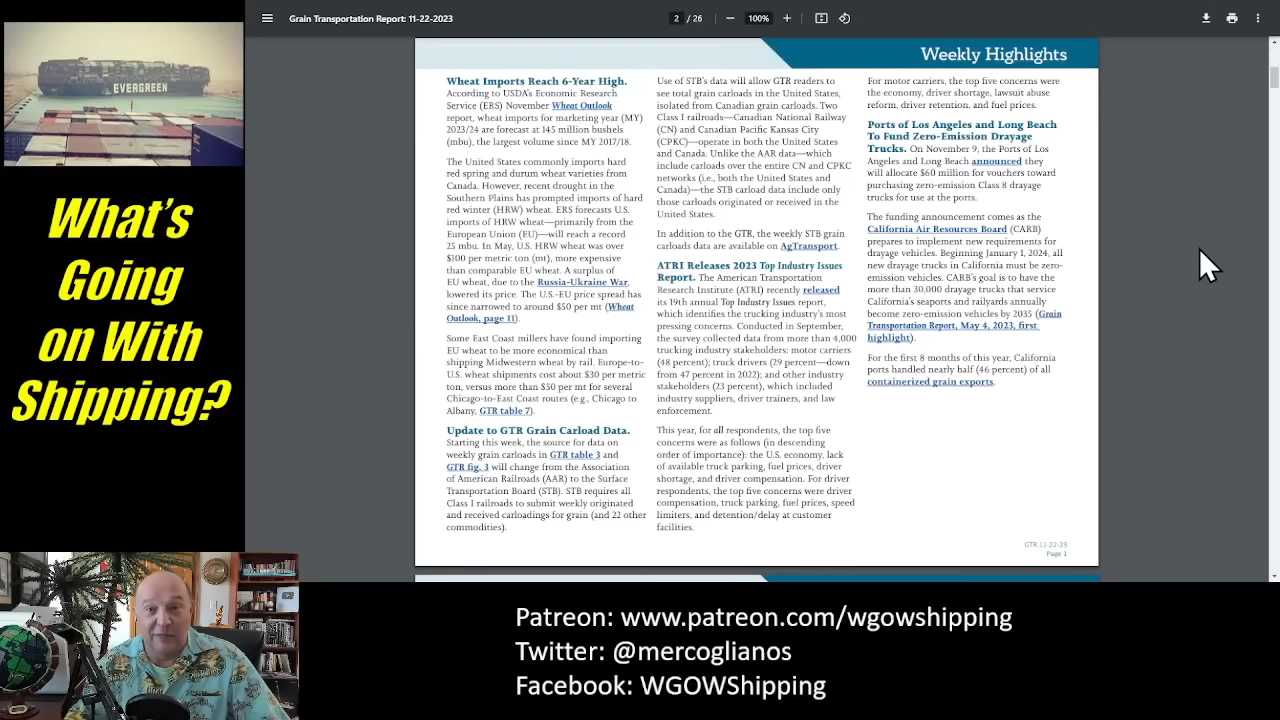 EVERGREEN
What's
Going
on With
Shipping?
Grain Transportation Report: 11-22-2023
2 / 26
100%
Weekly Highlights
Wheat Imports Reach 6-Year High.
According to USDA's Economic Research
Service (ERS) November Wheat Outlook
report, wheat imports for marketing year (MY)
2023/24 are forecast at 145 million bushels
(mbu), the largest volume since MY 2017/18.
The United States commonly imports hard
red spring and durum wheat varieties from
Canada. However, recent drought in the
Southern Plains has prompted imports of hard
red winter (HRW) wheat. ERS forecasts U.S.
imports of HRW wheat—primarily from the
European Union (EU)—will reach a record
25 mbu. In May, U.S. HRW wheat was over
$100 per metric ton (mt), more expensive
than comparable EU wheat. A surplus of
EU wheat, due to the Russia-Ukraine War,
lowered its price. The U.S.-EU price spread has
since narrowed to around $50 per mt (Wheat
Outlook, page 11).
Some East Coast millers have found importing
EU wheat to be more economical than
shipping Midwestern wheat by rail. Europe-to-
U.S. wheat shipments cost about $30 per metric
ton, versus more than $50 per mt for several
Chicago-to-East Coast routes (e.g., Chicago to
Albany, GTR table 7).
Update to GTR Grain Carload Data.
Starting this week, the source for data on
weekly grain carloads in GTR table 3 and
GTR fig. 3 will change from the Association
of American Railroads (AAR) to the Surface
Transportation Board (STB). STB requires all
Class I railroads to submit weekly originated
and received carloadings for grain (and 22 other
commodities).
Use of STB's data will allow GTR readers to
see total grain carloads in the United States,
isolated from Canadian grain carloads. Two
Class I railroads—Canadian National Railway
(CN) and Canadian Pacific Kansas City
(CPKC)—operate in both the United States
and Canada. Unlike the AAR data—which
include carloads over the entire CN and CPKC
networks (i.e., both the United States and
Canada)—the STB carload data include only
those carloads originated or received in the
United States.
In addition to the GTR, the weekly STB grain
carloads data are available on AgTransport.
ATRI Releases 2023 Top Industry Issues
Report. The American Transportation
Research Institute (ATRI) recently released
its 19th annual Top Industry Issues report,
which identifies the trucking industry's most
pressing concerns. Conducted in September,
the survey collected data from more than 4,000
trucking industry stakeholders: motor carriers
(48 percent); truck drivers (29 percent—down
from 47 percent in 2022); and other industry
stakeholders (23 percent), which included
industry suppliers, driver trainers, and law
enforcement.
This year, for all respondents, the top five
concerns were as follows (in descending
order of importance): the U.S. economy, lack
of available truck parking, fuel prices, driver
shortage, and driver compensation. For driver
respondents, the top five concerns were driver
compensation, truck parking, fuel prices, speed
limiters, and detention/delay at customer
facilities.
For motor carriers, the top five concerns were
the economy, driver shortage, lawsuit abuse
reform, driver retention, and fuel prices.
Ports of Los Angeles and Long Beach
To Fund Zero-Emission Drayage
Trucks. On November 9, the Ports of Los
Angeles and Long Beach announced they
will allocate $60 million for vouchers toward
purchasing zero-emission Class 8 drayage
trucks for use at the ports.
The funding announcement comes as the
California Air Resources Board (CARB)
prepares to implement new requirements for
drayage vehicles. Beginning January 1, 2024, all
new drayage trucks in California must be zero-
emission vehicles. CARB's goal is to have the
more than 30,000 drayage trucks that service
California's seaports and railyards annually
become zero-emission vehicles by 2035 (Grain
Transportation Report, May 4, 2023, first
highlight).
For the first 8 months of this year, California
ports handled nearly half (46 percent) of all
containerized grain exports.
GTR 11-22-23
Page 1
Patreon: www.patreon.com/wgowshipping
Twitter: @mercoglianos
Facebook: WGOWShipping